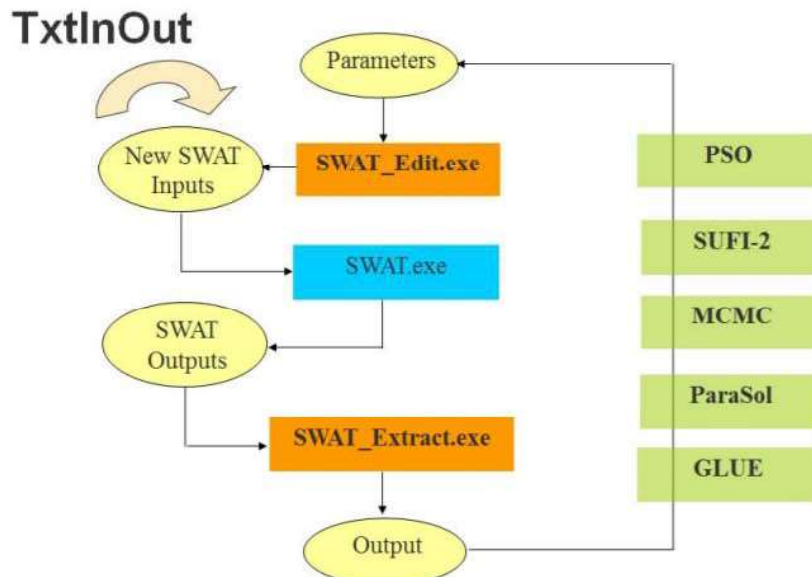 TxtInOut
Parameters
New SWAT
Inputs
SWAT_Edit.exe
PSO
SWAT.exe
SUFI-2
SWAT
Outputs
MCMC
ParaSol
SWAT_Extract.exe
GLUE
Output